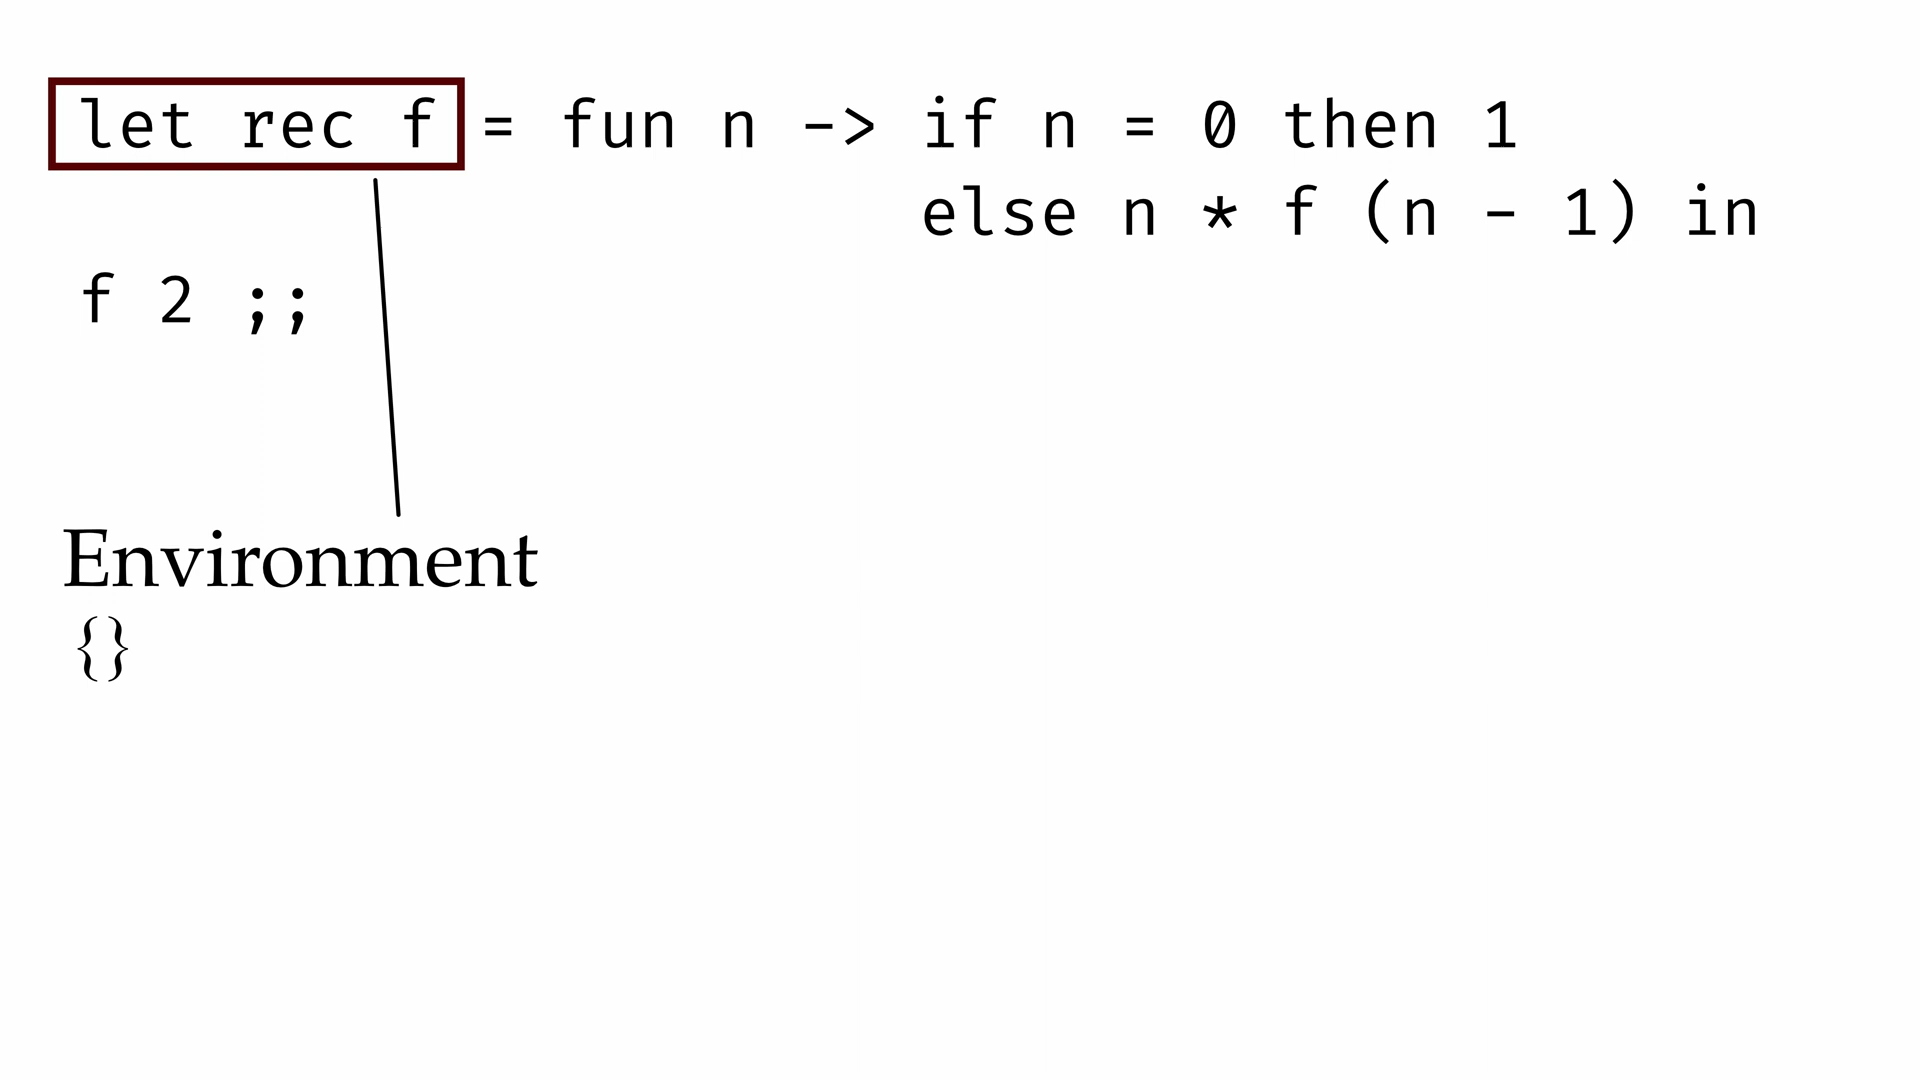 let rec f = fun n -> if n = 0 then 1
else n * f (n - 1) in
f 2 ;;
Environment
{}